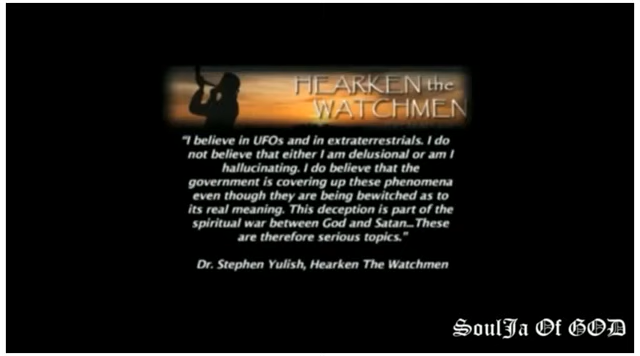 HEARKEN the
WATCHMEN
"I believe in UFOs and in extraterrestrials. I do
not believe that either I am delusional or am I
hallucinating. I do believe that the
government is covering up these phenomena
even though they are being bewitched as to
its real meaning. This deception is part of the
spiritual war between God and Satan...These
are therefore serious topics."
Dr. Stephen Yulish, Hearken The Watchmen
SoulJa Of GOD